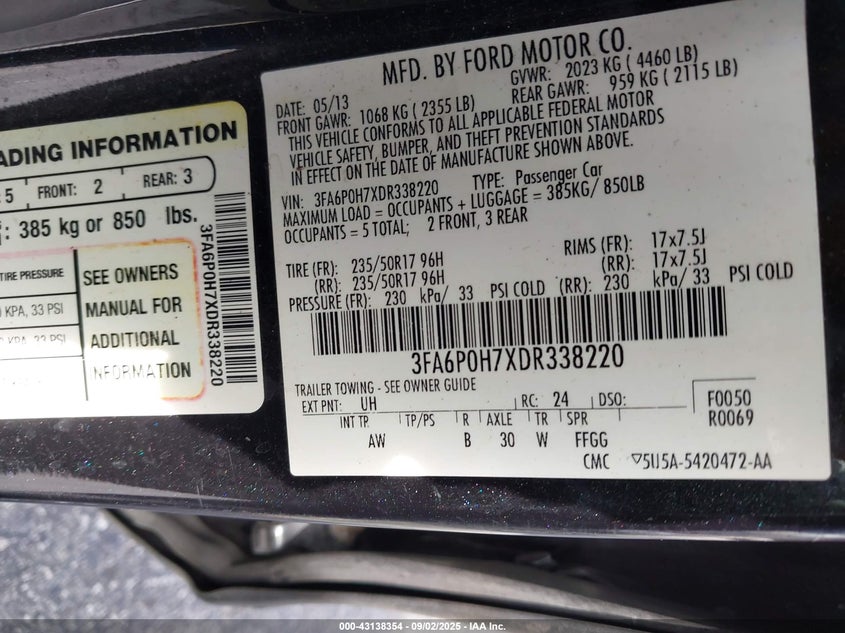 ADING INFORMATION
5 FRONT: 2 REAR: 3
: 385 kg or 850 lbs.
TIRE PRESSURE
KPA, 33 PSI
KPA, 33 PSI
SEE OWNERS
MANUAL FOR
ADDITIONAL
INFORMATION
3FA6P0H7XDR338220
MFD. BY FORD MOTOR CO.
DATE: 05/13 GVWR: 2023 KG ( 4460 LB)
FRONT GAWR: 1068 KG ( 2355 LB) REAR GAWR: 959 KG ( 2115 LB)
THIS VEHICLE CONFORMS TO ALL APPLICABLE FEDERAL MOTOR
VEHICLE SAFETY, BUMPER, AND THEFT PREVENTION STANDARDS
IN EFFECT ON THE DATE OF MANUFACTURE SHOWN ABOVE.
VIN: 3FA6P0H7XDR338220 TYPE: Passenger Car
MAXIMUM LOAD = OCCUPANTS + LUGGAGE = 385KG/ 850LB
OCCUPANTS = 5 TOTAL; 2 FRONT, 3 REAR
TIRE (FR): 235/50R17 96H RIMS (FR): 17x7.5J
(RR): 235/50R17 96H (RR): 17x7.5J
PRESSURE (FR): 230 kPa/ 33 PSI COLD (RR): 230 kPa/ 33 PSI COLD
3FA6P0H7XDR338220
TRAILER TOWING - SEE OWNER GUIDE
EXT PNT: UH RC: 24 DSO: F0050
INT TR TP/PS R AXLE TR SPR R0069
AW B 30 W FFGG
CMC ▽5U5A-5420472-AA
000-43138354 - 09/02/2025 - IAA Inc.